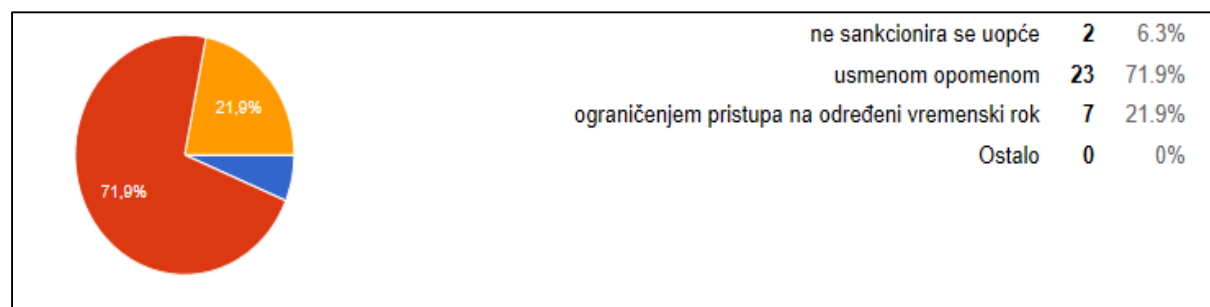 ne sankcionira se uopće 2 6.3%
usmenom opomenom 23 71.9%
ograničenjem pristupa na određeni vremenski rok 7 21.9%
Ostalo 0 0%
21,9%
71,9%